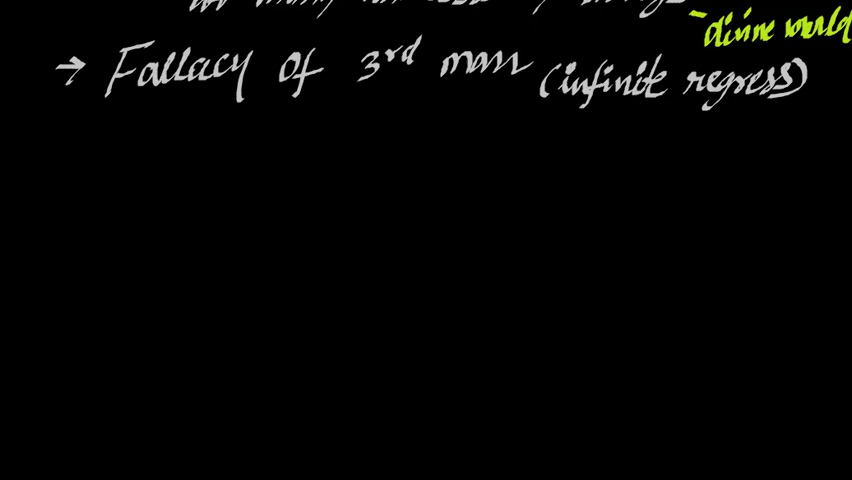 divine world
→ Fallacy of 3rd man (infinite regress)